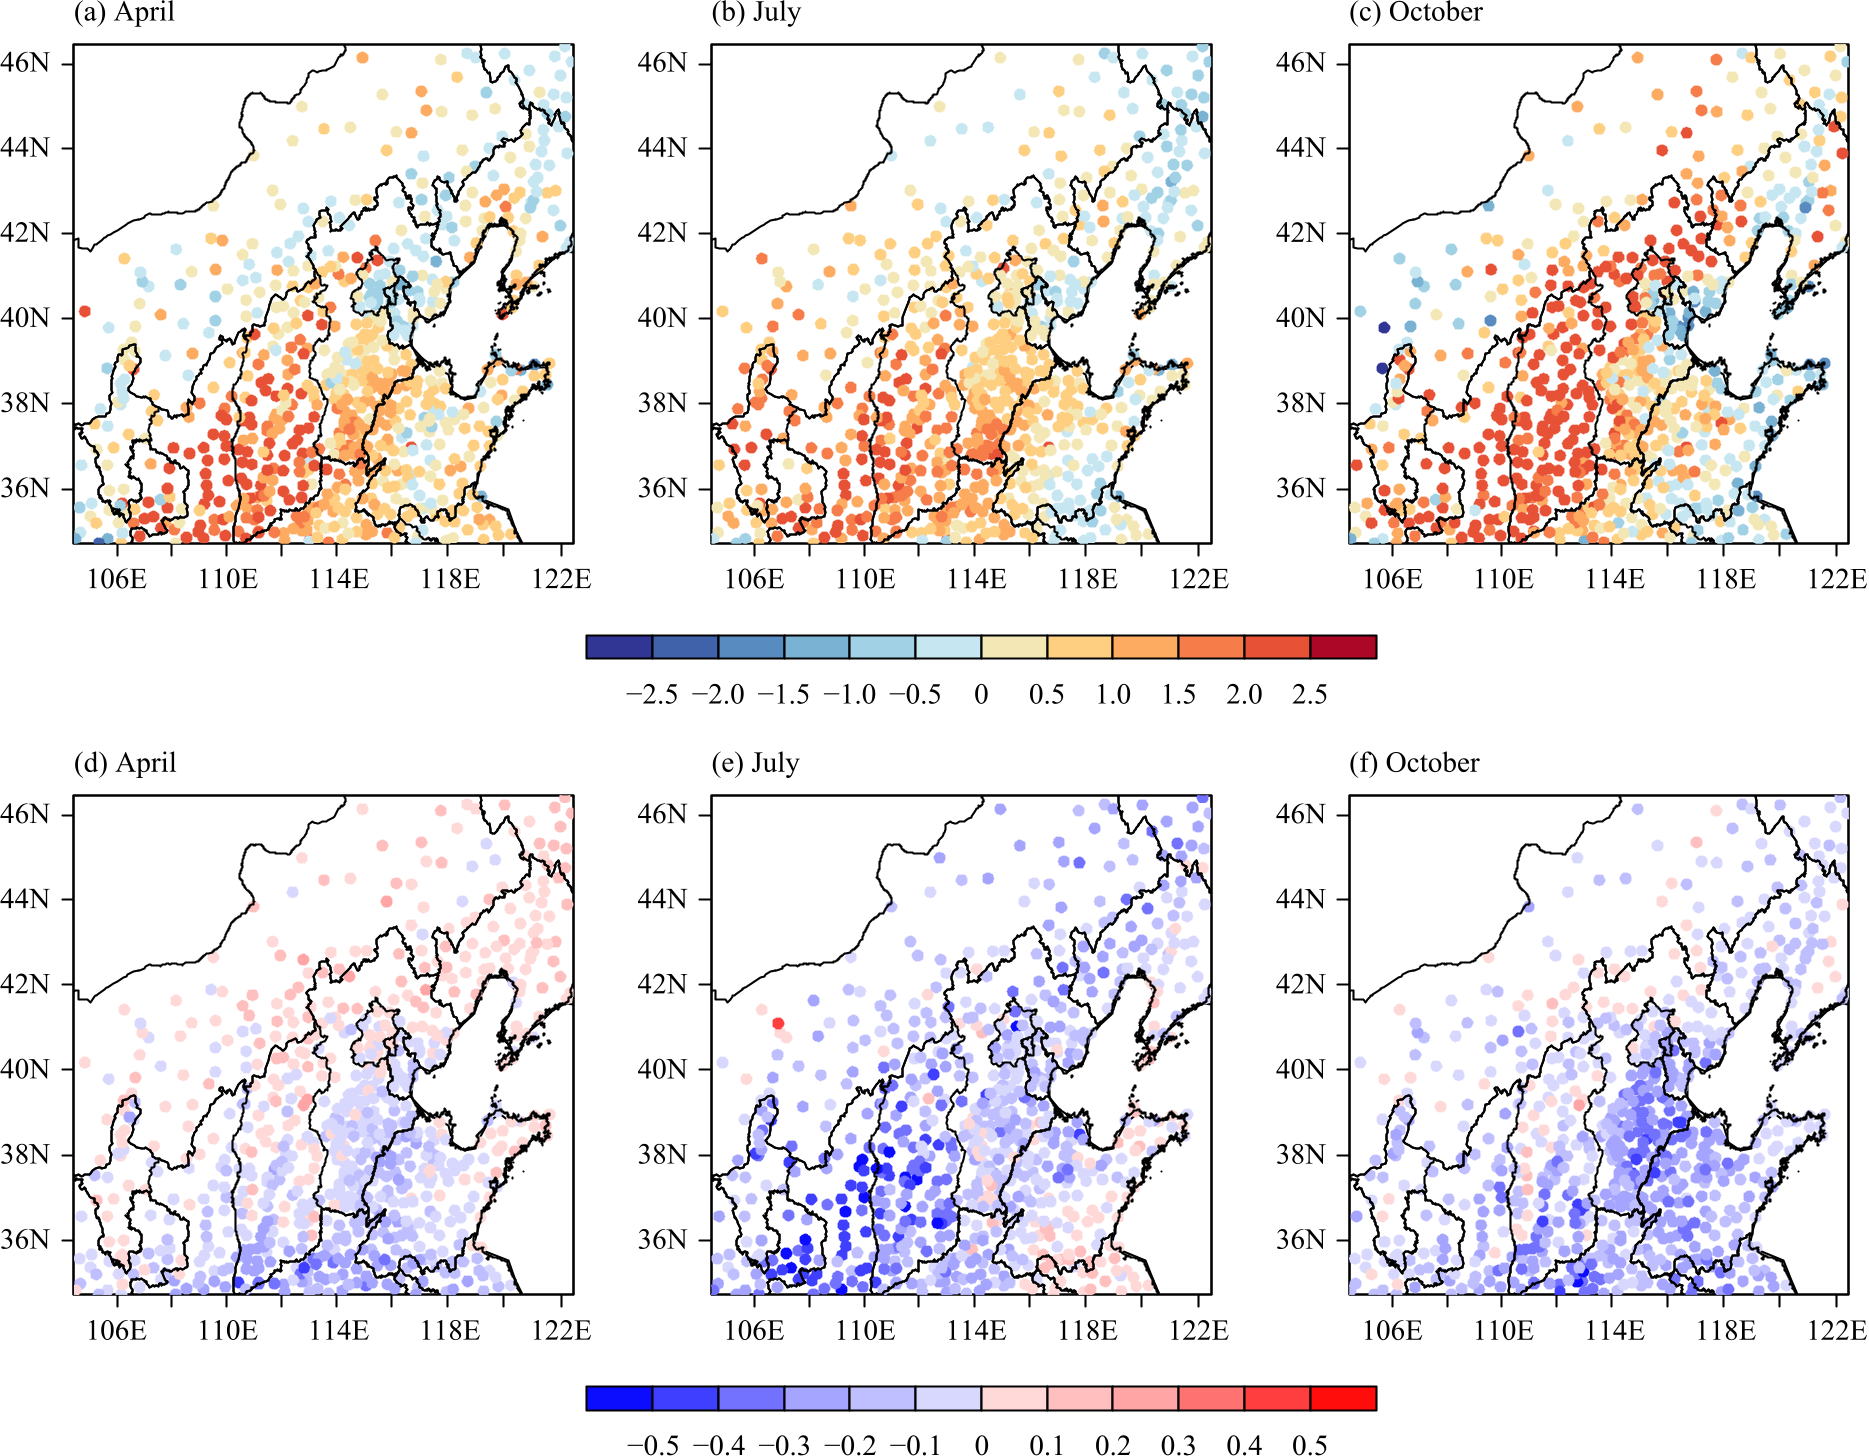 (a) April (b) July (c) October
46N 46N 46N
44N 44N 44N
42N 42N 42N
40N 40N 40N
38N 38N 38N
36N 36N 36N
106E 110E 114E 118E 122E 106E 110E 114E 118E 122E 106E 110E 114E 118E 122E
−2.5 −2.0 −1.5 −1.0 −0.5 0 0.5 1.0 1.5 2.0 2.5
(d) April (e) July (f) October
46N 46N 46N
44N 44N 44N
42N 42N 42N
40N 40N 40N
38N 38N 38N
36N 36N 36N
106E 110E 114E 118E 122E 106E 110E 114E 118E 122E 106E 110E 114E 118E 122E
−0.5 −0.4 −0.3 −0.2 −0.1 0 0.1 0.2 0.3 0.4 0.5